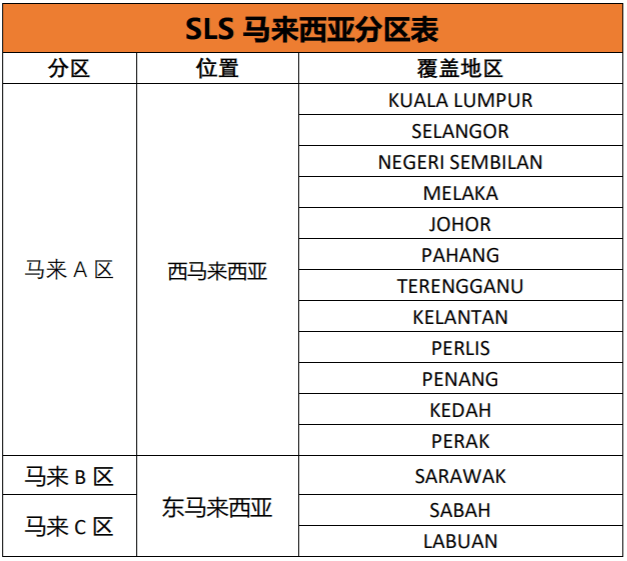 SLS 马来西亚分区表
分区 位置 覆盖地区
KUALA LUMPUR
SELANGOR
NEGERI SEMBILAN
MELAKA
JOHOR
PAHANG
马来 A 区 西马来西亚
TERENGGANU
KELANTAN
PERLIS
PENANG
KEDAH
PERAK
马来 B 区 SARAWAK
东马来西亚
SABAH
马来 C 区
LABUAN